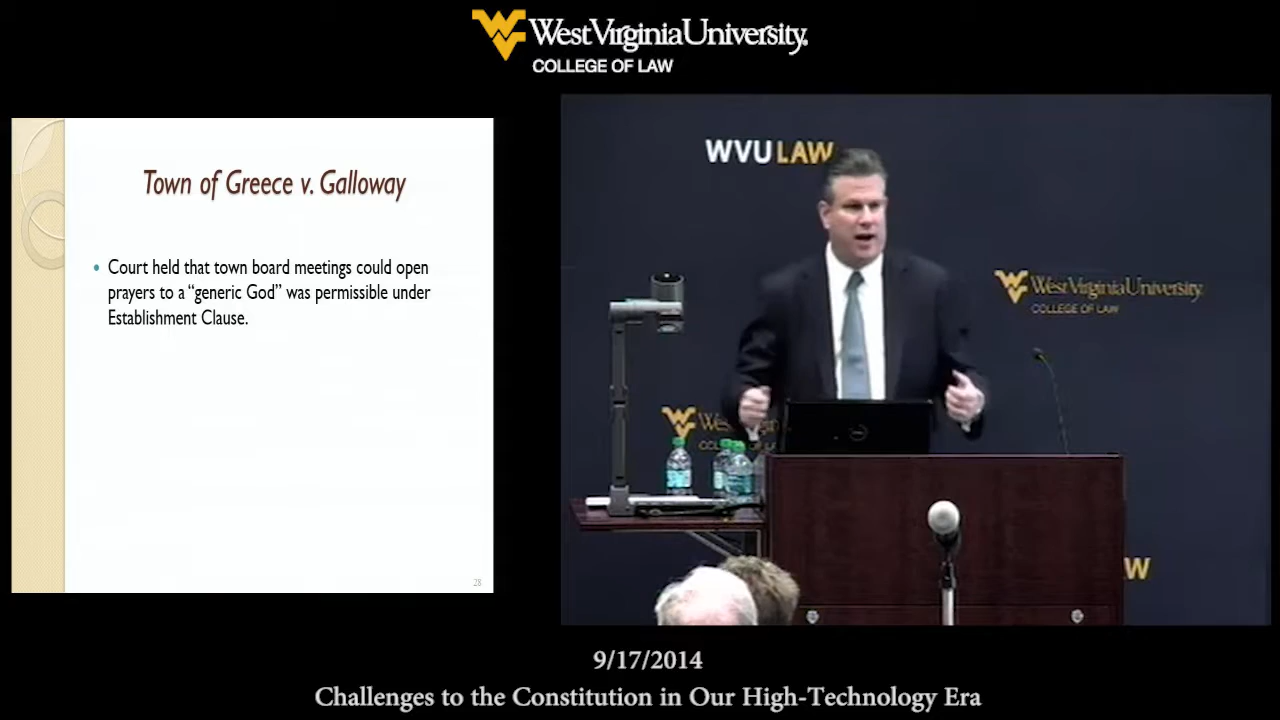 West Virginia University.
COLLEGE OF LAW
Town of Greece v. Galloway
• Court held that town board meetings could open
prayers to a “generic God” was permissible under
Establishment Clause.
28
WVULAW
West Virginia University.
COLLEGE OF LAW
W
9/17/2014
Challenges to the Constitution in Our High-Technology Era